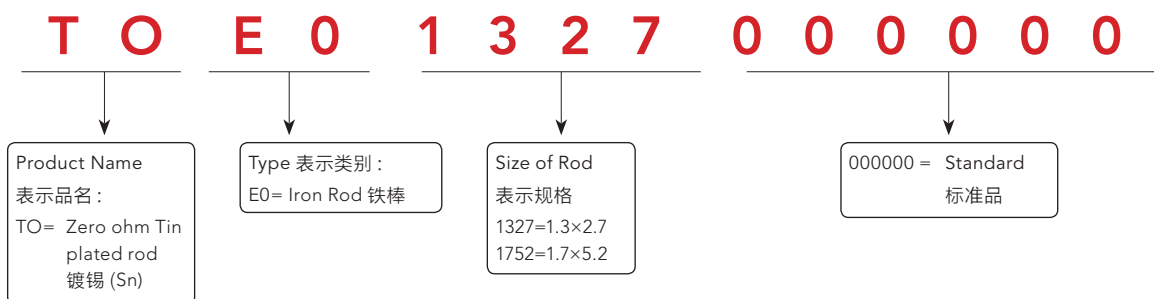 T O E 0 1 3 2 7 0 0 0 0 0 0
Product Name
表示品名 :
TO= Zero ohm Tin
plated rod
镀锡 (Sn)
Type 表示类别 :
E0= Iron Rod 铁棒
Size of Rod
表示规格
1327=1.3×2.7
1752=1.7×5.2
000000 = Standard
标准品